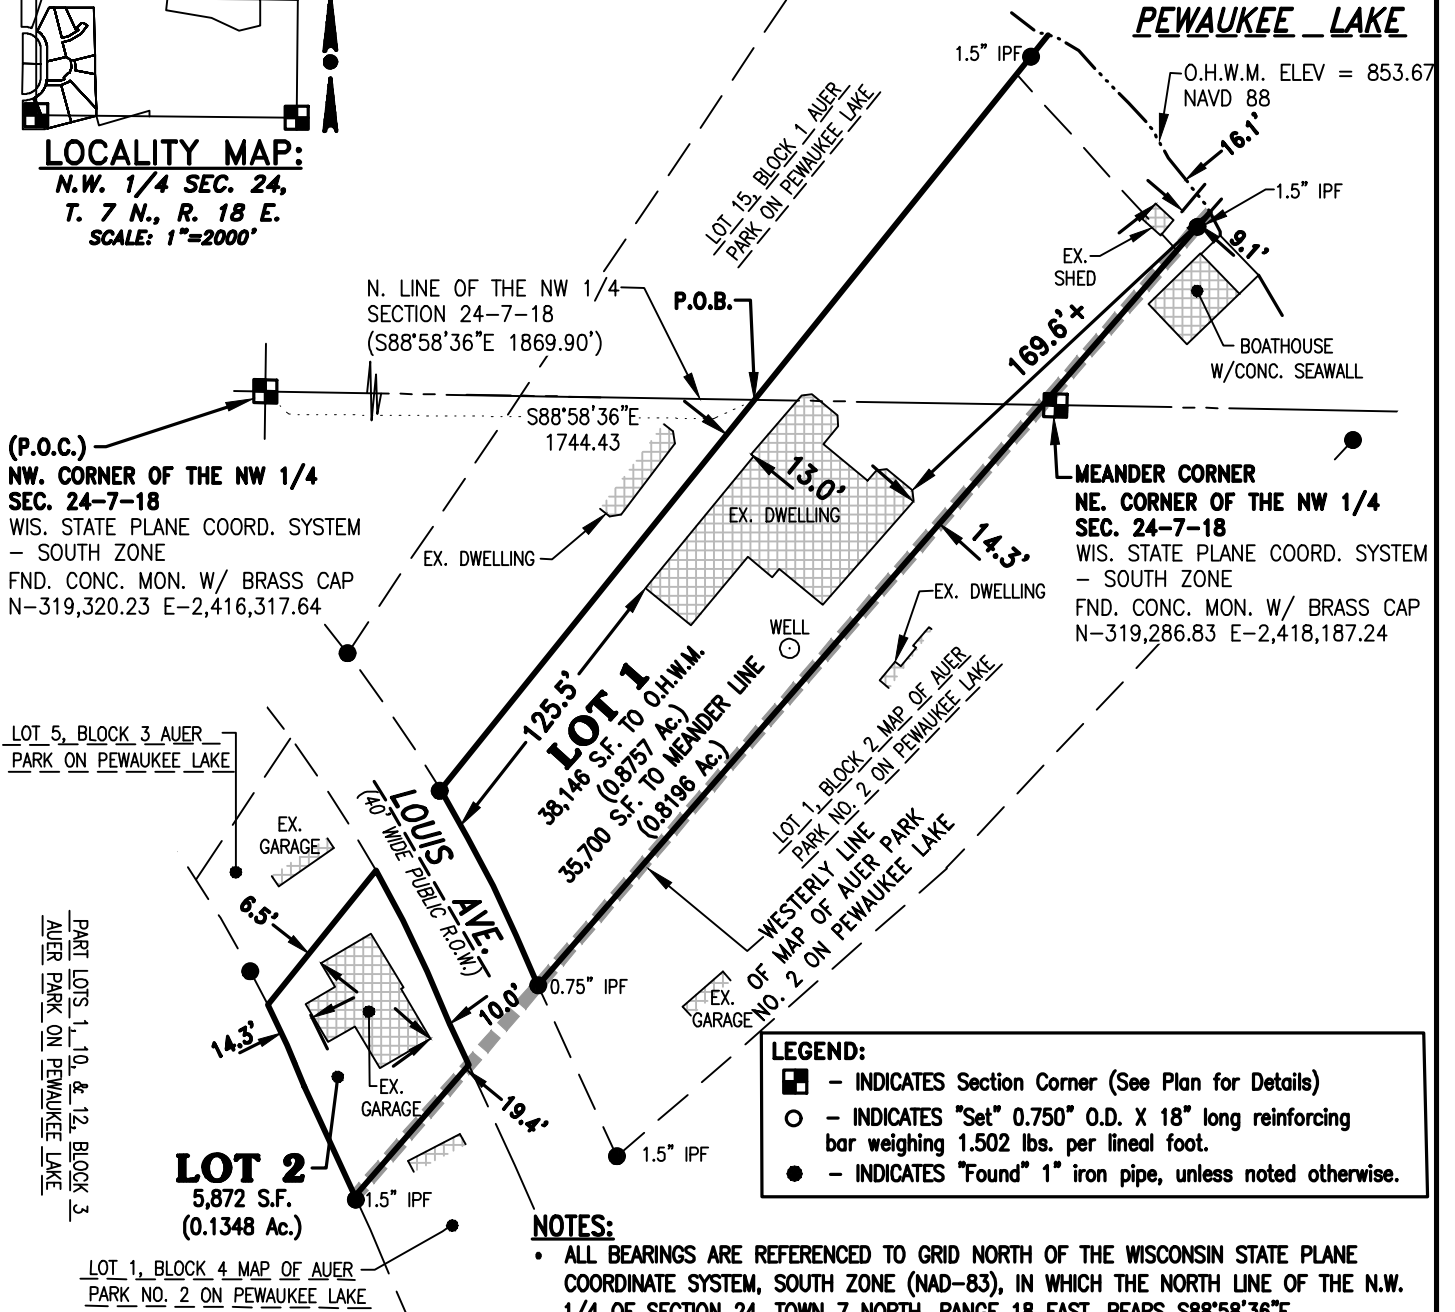 PEWAUKEE LAKE
1.5" IPF
O.H.W.M. ELEV = 853.67
NAVD 88
16.1'
1.5" IPF
9.1'
LOCALITY MAP:
N.W. 1/4 SEC. 24,
T. 7 N., R. 18 E.
SCALE: 1"=2000'
LOT 15, BLOCK 1 AUER
PARK ON PEWAUKEE LAKE
EX.
SHED
N. LINE OF THE NW 1/4
SECTION 24-7-18
(S88°58'36"E 1869.90')
P.O.B.
169.6'±
BOATHOUSE
W/CONC. SEAWALL
S88°58'36"E
1744.43
(P.O.C.)
NW. CORNER OF THE NW 1/4
SEC. 24-7-18
WIS. STATE PLANE COORD. SYSTEM
- SOUTH ZONE
FND. CONC. MON. W/ BRASS CAP
N-319,320.23 E-2,416,317.64
13.0'
EX. DWELLING
EX. DWELLING
MEANDER CORNER
NE. CORNER OF THE NW 1/4
SEC. 24-7-18
WIS. STATE PLANE COORD. SYSTEM
- SOUTH ZONE
FND. CONC. MON. W/ BRASS CAP
N-319,286.83 E-2,418,187.24
14.3'
EX. DWELLING
WELL
125.5'
LOT 1
38,146 S.F. TO O.H.W.M.
(0.8757 Ac.)
35,700 S.F. TO MEANDER LINE
(0.8196 Ac.)
LOT 1, BLOCK 2 MAP OF AUER
PARK NO. 2 ON PEWAUKEE LAKE
WESTERLY LINE
OF MAP OF AUER PARK
NO. 2 ON PEWAUKEE LAKE
LOT 5, BLOCK 3 AUER
PARK ON PEWAUKEE LAKE
LOUIS AVE.
(40' WIDE PUBLIC R.O.W.)
EX.
GARAGE
6.5'
PART LOTS 1, 10, & 12, BLOCK 3
AUER PARK ON PEWAUKEE LAKE
14.3'
10.0'
0.75" IPF
EX.
GARAGE
EX.
GARAGE
19.4'
LOT 2
5,872 S.F.
(0.1348 Ac.)
1.5" IPF
1.5" IPF
LOT 1, BLOCK 4 MAP OF AUER
PARK NO. 2 ON PEWAUKEE LAKE
LEGEND:
- INDICATES Section Corner (See Plan for Details)
- INDICATES "Set" 0.750" O.D. X 18" long reinforcing
bar weighing 1.502 lbs. per lineal foot.
- INDICATES "Found" 1" iron pipe, unless noted otherwise.
NOTES:
• ALL BEARINGS ARE REFERENCED TO GRID NORTH OF THE WISCONSIN STATE PLANE
COORDINATE SYSTEM, SOUTH ZONE (NAD-83), IN WHICH THE NORTH LINE OF THE N.W.
1/4 OF SECTION 24, TOWN 7 NORTH, RANGE 18 EAST, BEARS S88°58'36"E